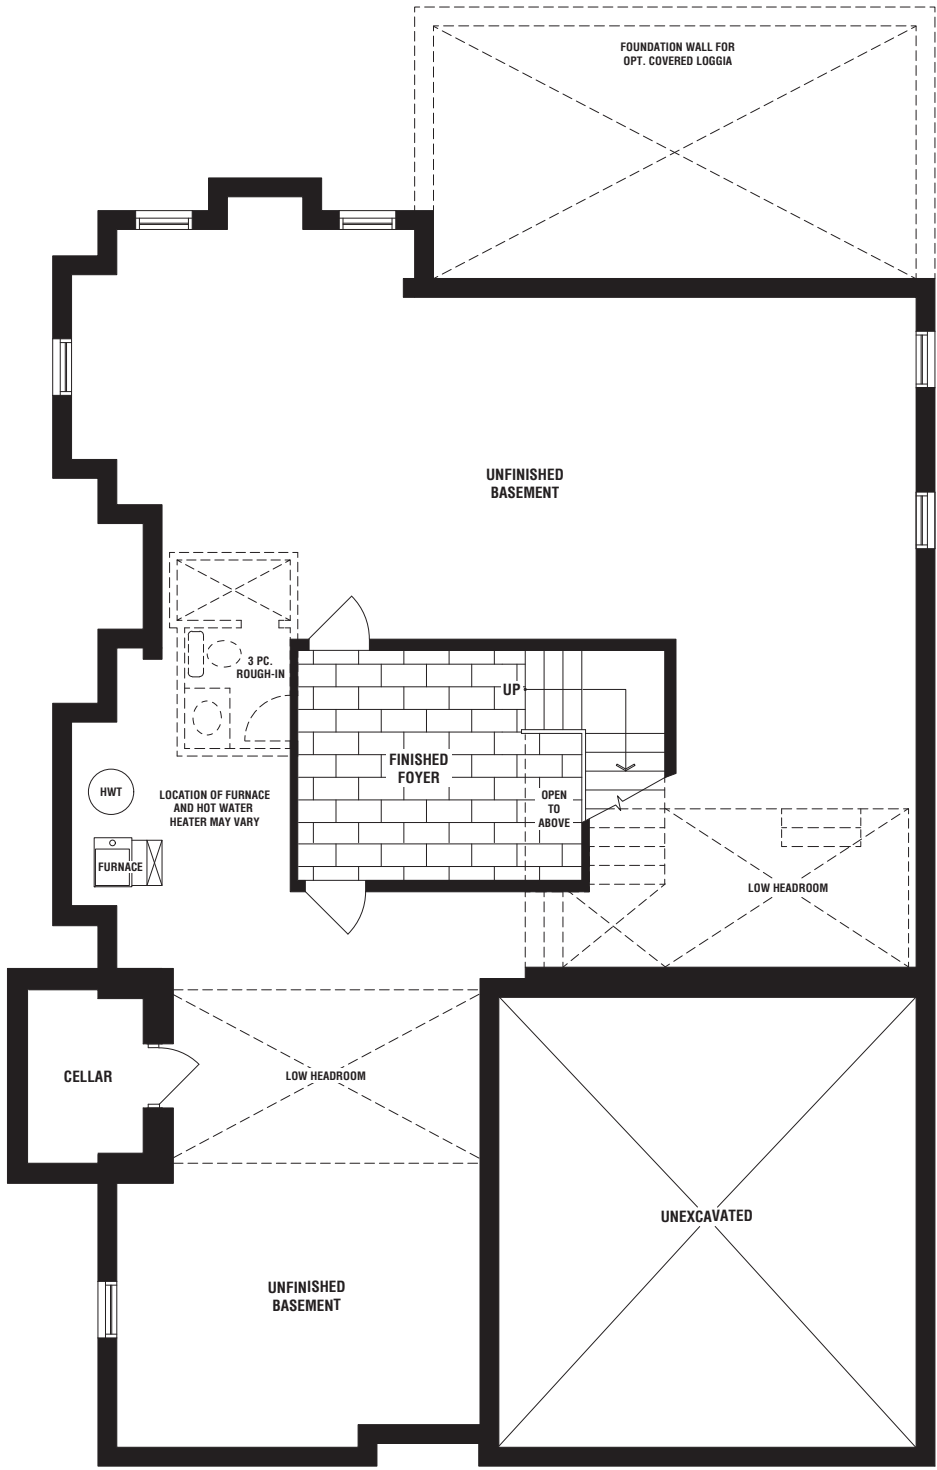 FOUNDATION WALL FOR
OPT. COVERED LOGGIA
UNFINISHED
BASEMENT
3 PC.
ROUGH-IN
UP
FINISHED
FOYER
HWT
LOCATION OF FURNACE
AND HOT WATER
HEATER MAY VARY
OPEN
TO
ABOVE
FURNACE
LOW HEADROOM
CELLAR
LOW HEADROOM
UNEXCAVATED
UNFINISHED
BASEMENT